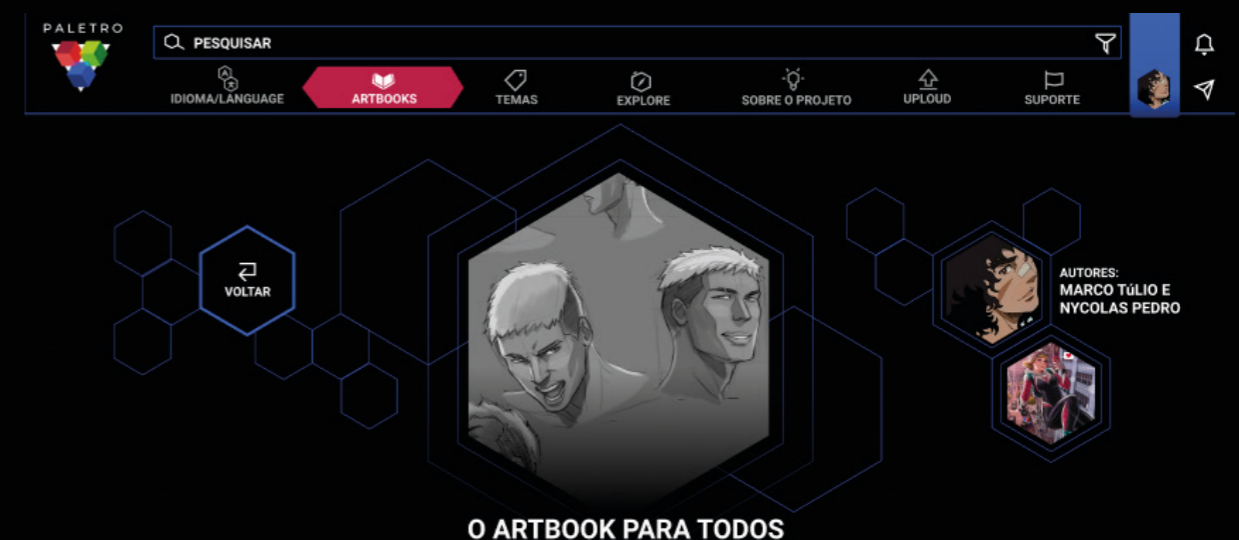 PALETRO
PESQUISAR
IDIOMA/LANGUAGE
ARTBOOKS
TEMAS
EXPLORE
SOBRE O PROJETO
UPLOUD
SUPORTE
VOLTAR
AUTORES:
MARCO TúLIO E
NYCOLAS PEDRO
O ARTBOOK PARA TODOS